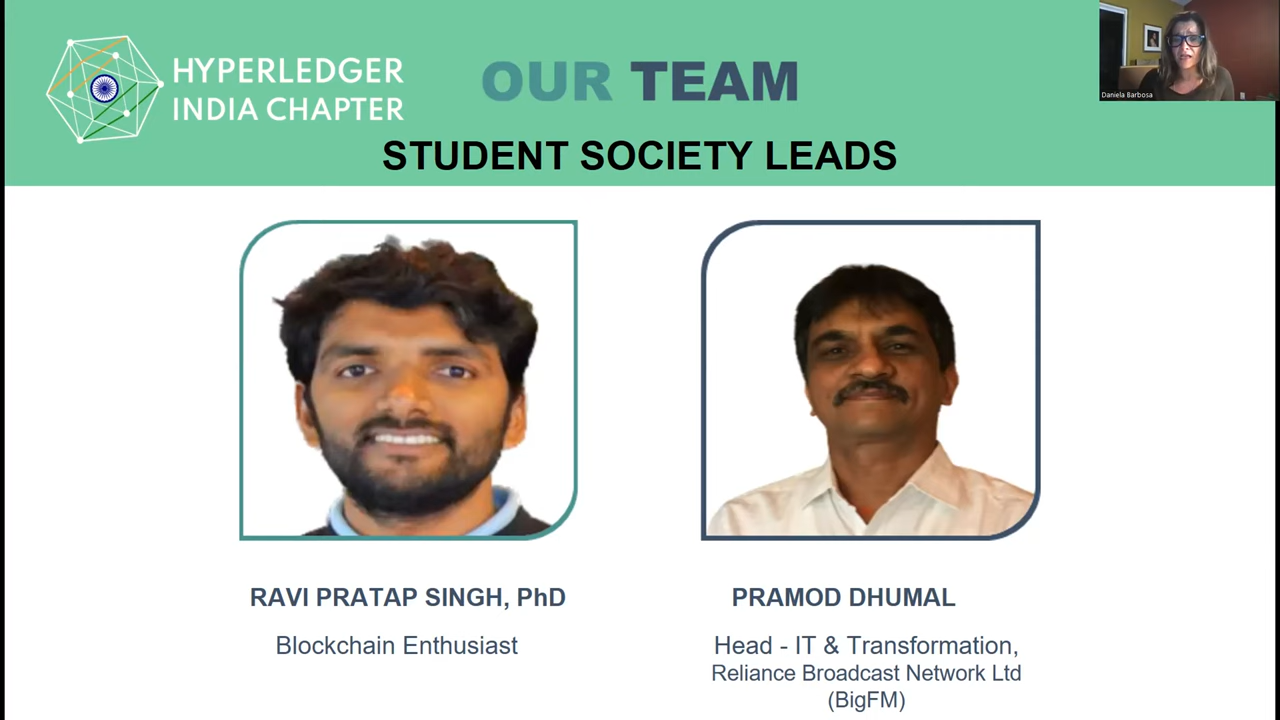 HYPERLEDGER
INDIA CHAPTER
OUR TEAM
STUDENT SOCIETY LEADS
Daniela Barbosa
RAVI PRATAP SINGH, PhD
Blockchain Enthusiast
PRAMOD DHUMAL
Head - IT & Transformation,
Reliance Broadcast Network Ltd
(BigFM)